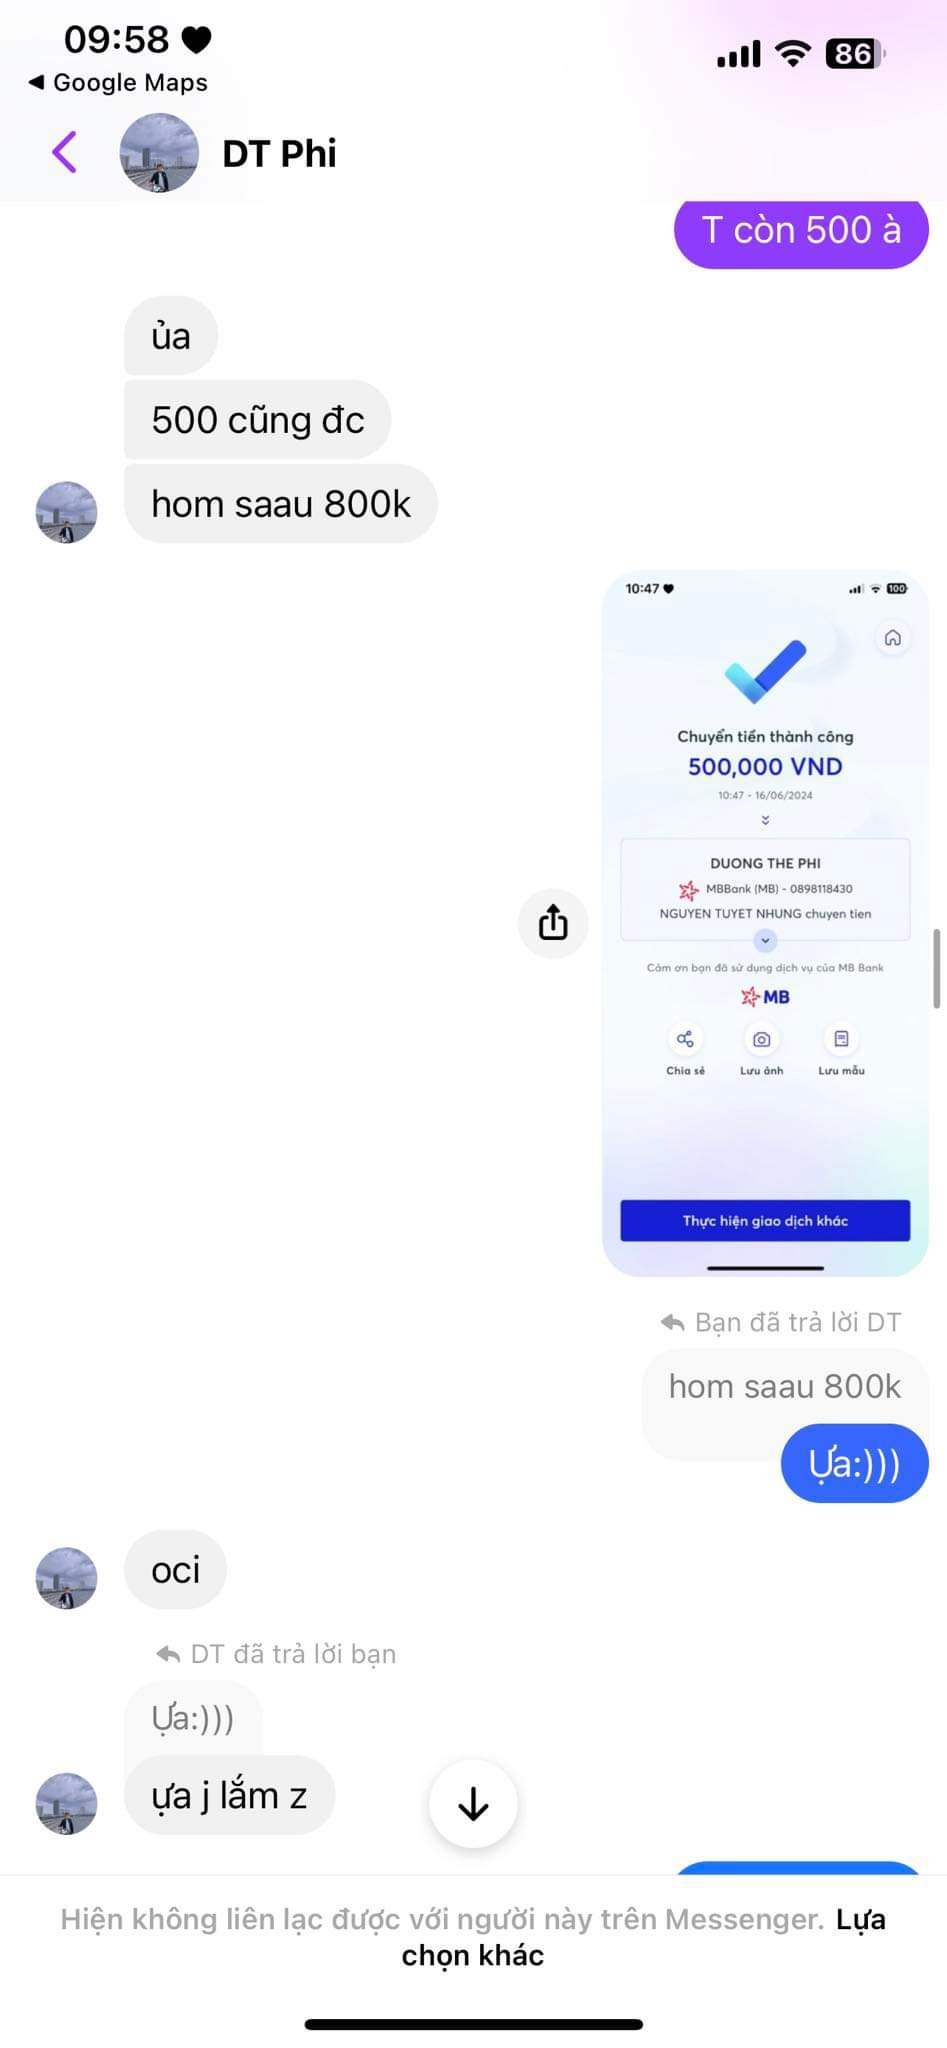 09:58
86
Google Maps
DT Phi
T còn 500 à
ủa
500 cũng đc
hom saau 800k
10:47
100
Chuyển tiền thành công
500,000 VND
10:47 - 16/06/2024
DUONG THE PHI
MBBank (MB) - 0898118430
NGUYEN TUYET NHUNG chuyen tien
Cảm ơn bạn đã sử dụng dịch vụ của MB Bank
MB
Chia sẻ Lưu ảnh Lưu mẫu
Thực hiện giao dịch khác
Bạn đã trả lời DT
hom saau 800k
Ựa:)))
oci
DT đã trả lời bạn
Ựa:)))
ựa j lắm z
Hiện không liên lạc được với người này trên Messenger. Lựa
chọn khác